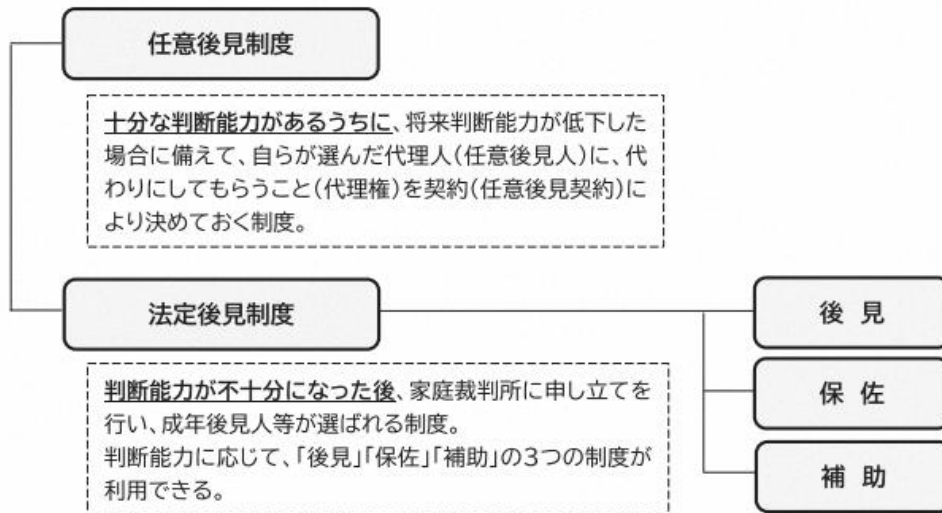 任意後見制度
十分な判断能力があるうちに、将来判断能力が低下した
場合に備えて、自らが選んだ代理人(任意後見人)に、代
わりにしてもらうこと(代理権)を契約(任意後見契約)に
より決めておく制度。
法定後見制度
後 見
判断能力が不十分になった後、家庭裁判所に申し立てを
行い、成年後見人等が選ばれる制度。
判断能力に応じて、「後見」「保佐」「補助」の3つの制度が
利用できる。
保 佐
補 助